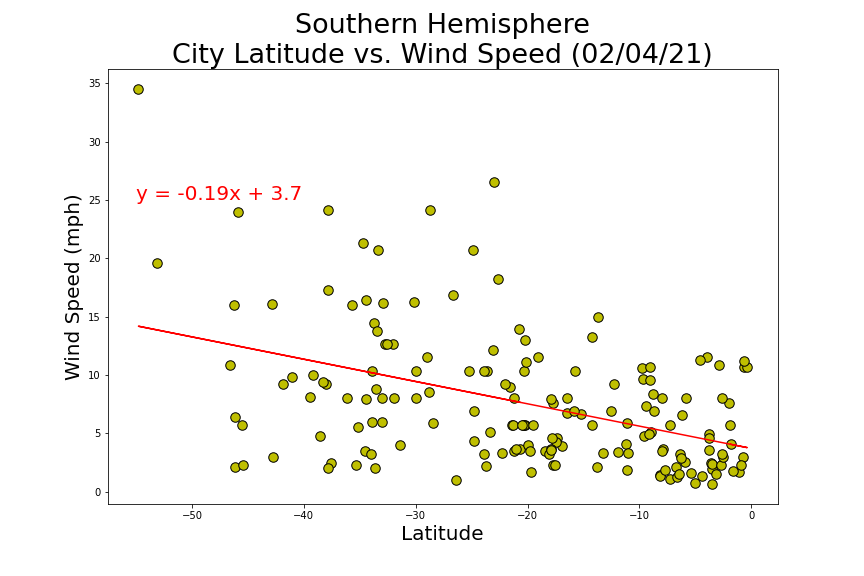 Southern Hemisphere
City Latitude vs. Wind Speed (02/04/21)
35
30
25
20
15
10
5
0
Wind Speed (mph)
y = -0.19x + 3.7
−50
−40
−30
−20
−10
0
Latitude